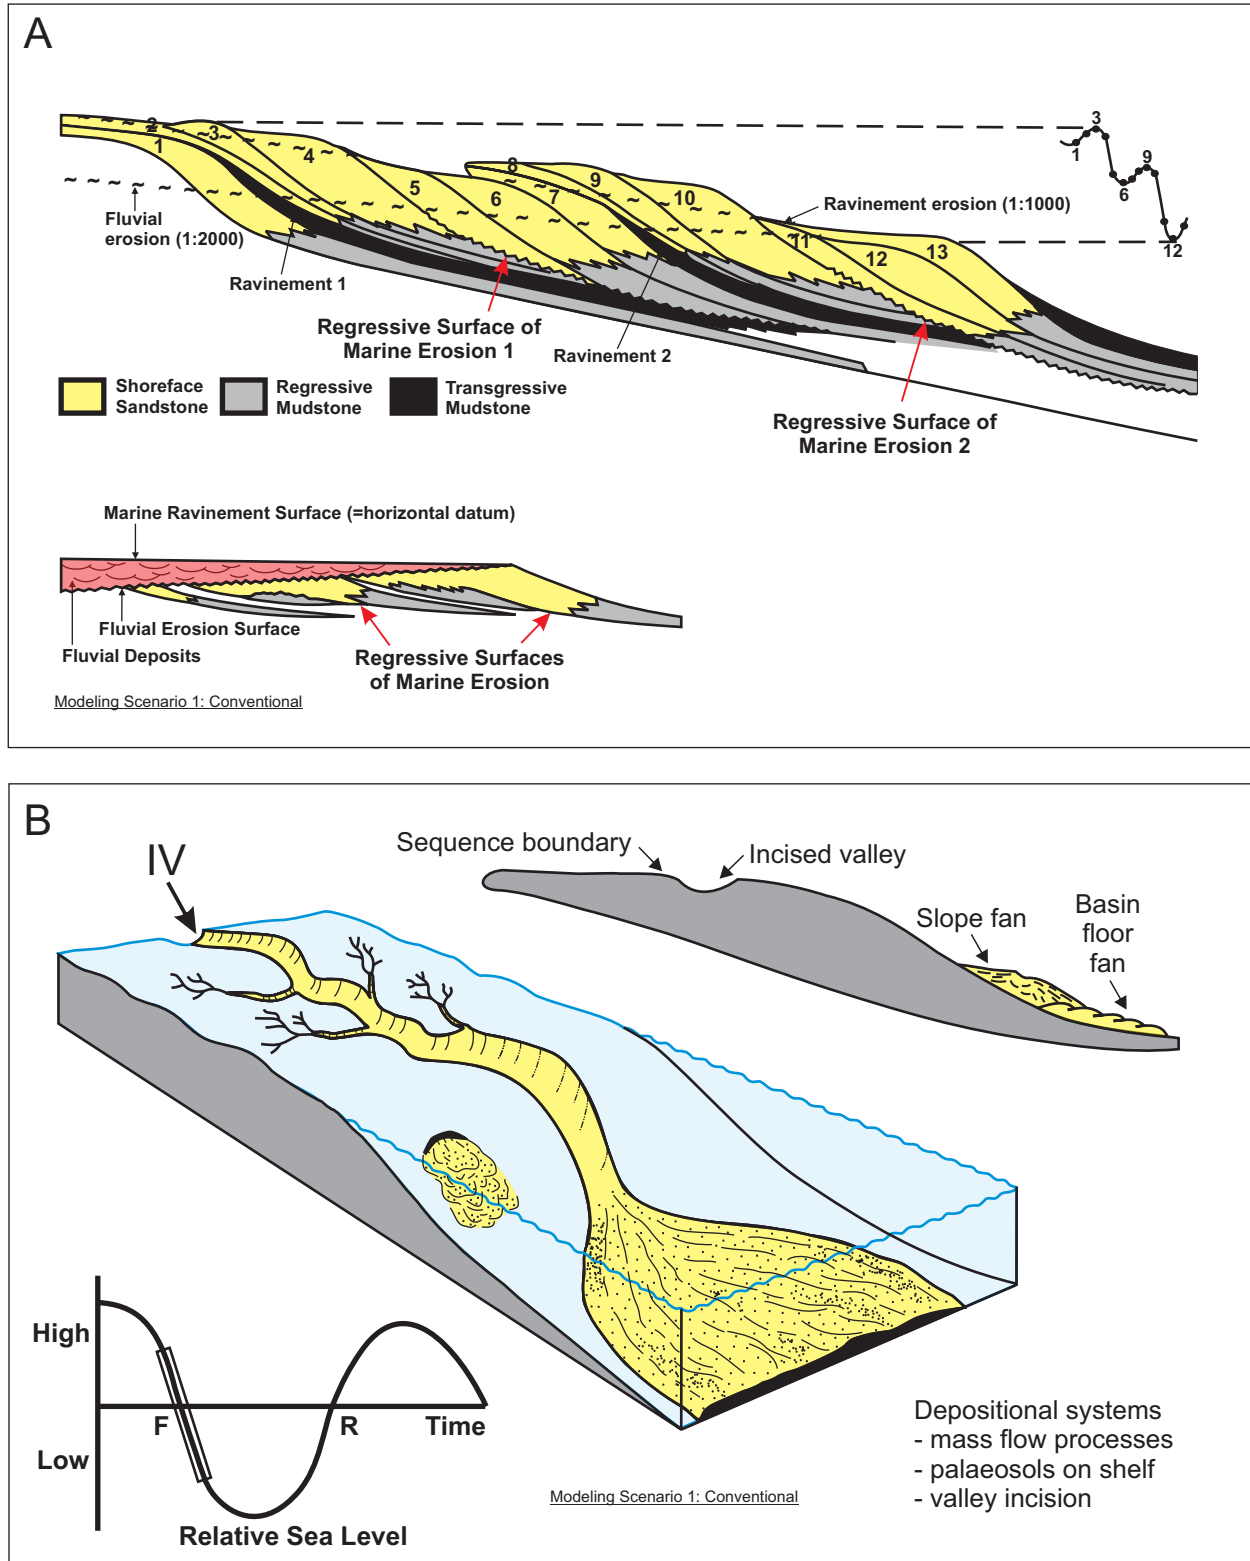 A
1
2
3
4
5
6
7
8
9
10
11
12
13
3
1
9
6
12
Fluvial
erosion (1:2000)
Ravinement erosion (1:1000)
Ravinement 1
Regressive Surface of
Marine Erosion 1
Ravinement 2
Shoreface
Sandstone
Regressive
Mudstone
Transgressive
Mudstone
Regressive Surface of
Marine Erosion 2
Marine Ravinement Surface (=horizontal datum)
Fluvial Erosion Surface
Fluvial Deposits
Regressive Surfaces
of Marine Erosion
Modeling Scenario 1: Conventional
B
IV
Sequence boundary
Incised valley
Slope fan
Basin
floor
fan
High
F
R
Time
Low
Relative Sea Level
Depositional systems
- mass flow processes
- palaeosols on shelf
- valley incision
Modeling Scenario 1: Conventional